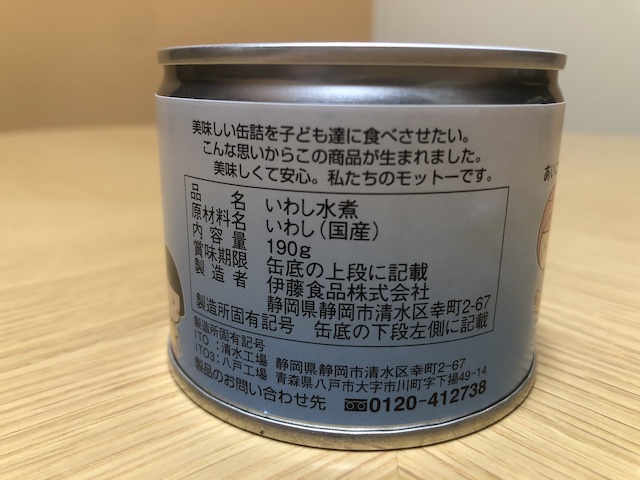 美味しい缶詰を子ども達に食べさせたい。
こんな思いからこの商品が生まれました。
美味しくて安心。私たちのモットーです。
品名 いわし水煮
原材料名 いわし(国産)
内容量 190g
賞味期限 缶底の上段に記載
製造者 伊藤食品株式会社
静岡県静岡市清水区幸町2-67
製造所固有記号 缶底の下段左側に記載
製造所固有記号
ITO :清水工場 静岡県静岡市清水区幸町2-67
ITO3:八戸工場 青森県八戸市大字市川町字下揚49-14
製品のお問い合わせ先 0120-412738